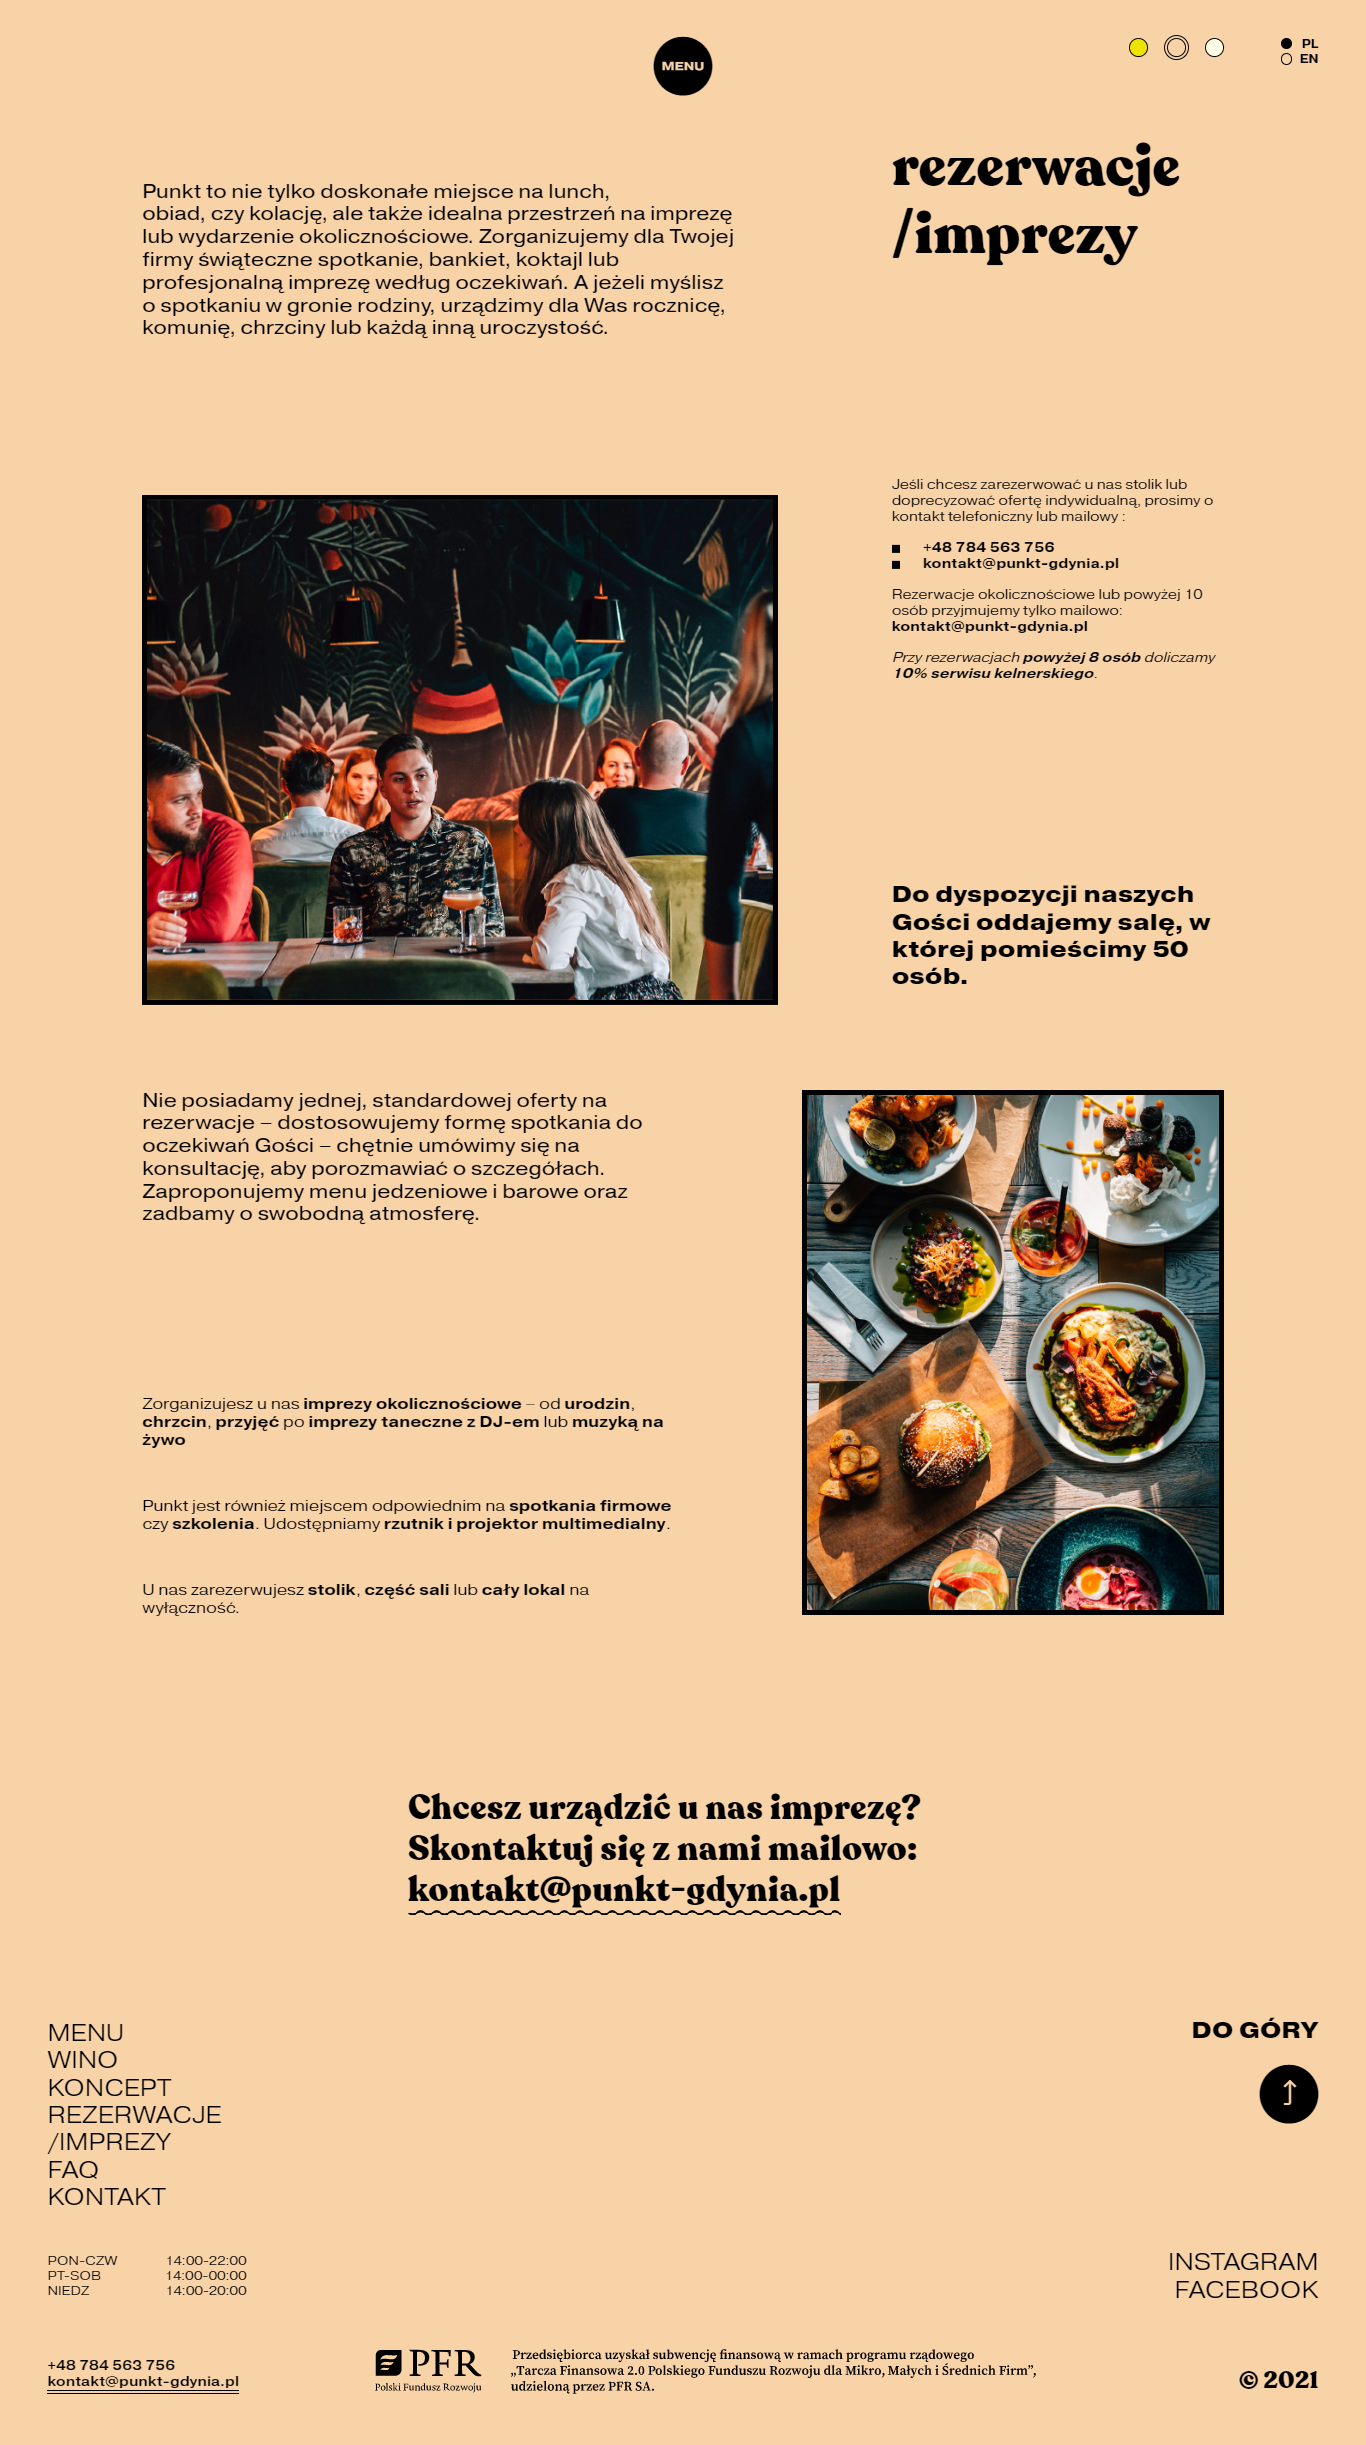 MENU
PL
EN
rezerwacje
/imprezy
Punkt to nie tylko doskonałe miejsce na lunch,
obiad, czy kolację, ale także idealna przestrzeń na imprezę
lub wydarzenie okolicznościowe. Zorganizujemy dla Twojej
firmy świąteczne spotkanie, bankiet, koktajl lub
profesjonalną imprezę według oczekiwań. A jeżeli myślisz
o spotkaniu w gronie rodziny, urządzimy dla Was rocznicę,
komunię, chrzciny lub każdą inną uroczystość.
Jeśli chcesz zarezerwować u nas stolik lub
doprecyzować ofertę indywidualną, prosimy o
kontakt telefoniczny lub mailowy :
+48 784 563 756
kontakt@punkt-gdynia.pl
Rezerwacje okolicznościowe lub powyżej 10
osób przyjmujemy tylko mailowo:
kontakt@punkt-gdynia.pl
Przy rezerwacjach powyżej 8 osób doliczamy
10% serwisu kelnerskiego.
Do dyspozycji naszych
Gości oddajemy salę, w
której pomieścimy 50
osób.
Nie posiadamy jednej, standardowej oferty na
rezerwacje – dostosowujemy formę spotkania do
oczekiwań Gości – chętnie umówimy się na
konsultację, aby porozmawiać o szczegółach.
Zaproponujemy menu jedzeniowe i barowe oraz
zadbamy o swobodną atmosferę.
Zorganizujesz u nas imprezy okolicznościowe – od urodzin,
chrzcin, przyjęć po imprezy taneczne z DJ-em lub muzyką na
żywo
Punkt jest również miejscem odpowiednim na spotkania firmowe
czy szkolenia. Udostępniamy rzutnik i projektor multimedialny.
U nas zarezerwujesz stolik, część sali lub cały lokal na
wyłączność.
Chcesz urządzić u nas imprezę?
Skontaktuj się z nami mailowo:
kontakt@punkt-gdynia.pl
MENU
WINO
KONCEPT
REZERWACJE
/IMPREZY
FAQ
KONTAKT
DO GÓRY
PON-CZW 14:00-22:00
PT-SOB 14:00-00:00
NIEDZ 14:00-20:00
INSTAGRAM
FACEBOOK
+48 784 563 756
kontakt@punkt-gdynia.pl
PFR
Polski Fundusz Rozwoju
Przedsiębiorca uzyskał subwencję finansową w ramach programu rządowego
„Tarcza Finansowa 2.0 Polskiego Funduszu Rozwoju dla Mikro, Małych i Średnich Firm”,
udzieloną przez PFR SA.
© 2021